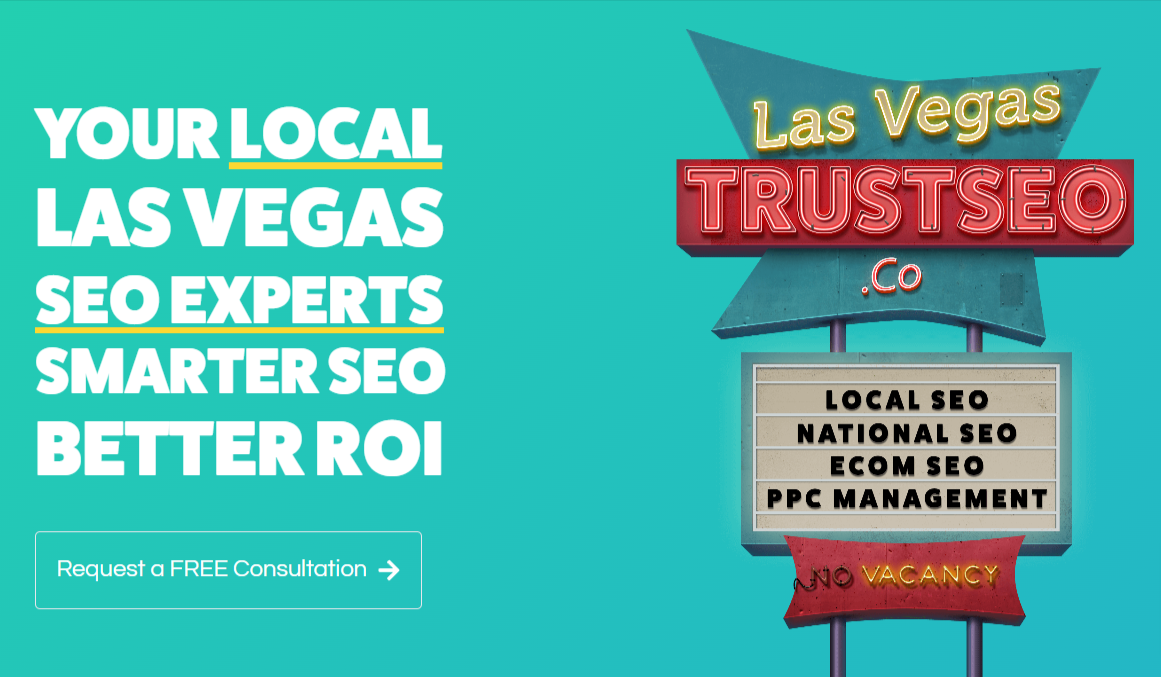 YOUR LOCAL
LAS VEGAS
SEO EXPERTS
SMARTER SEO
BETTER ROI
Request a FREE Consultation
Las Vegas
TRUSTSEO
.Co
LOCAL SEO
NATIONAL SEO
ECOM SEO
PPC MANAGEMENT
NO VACANCY